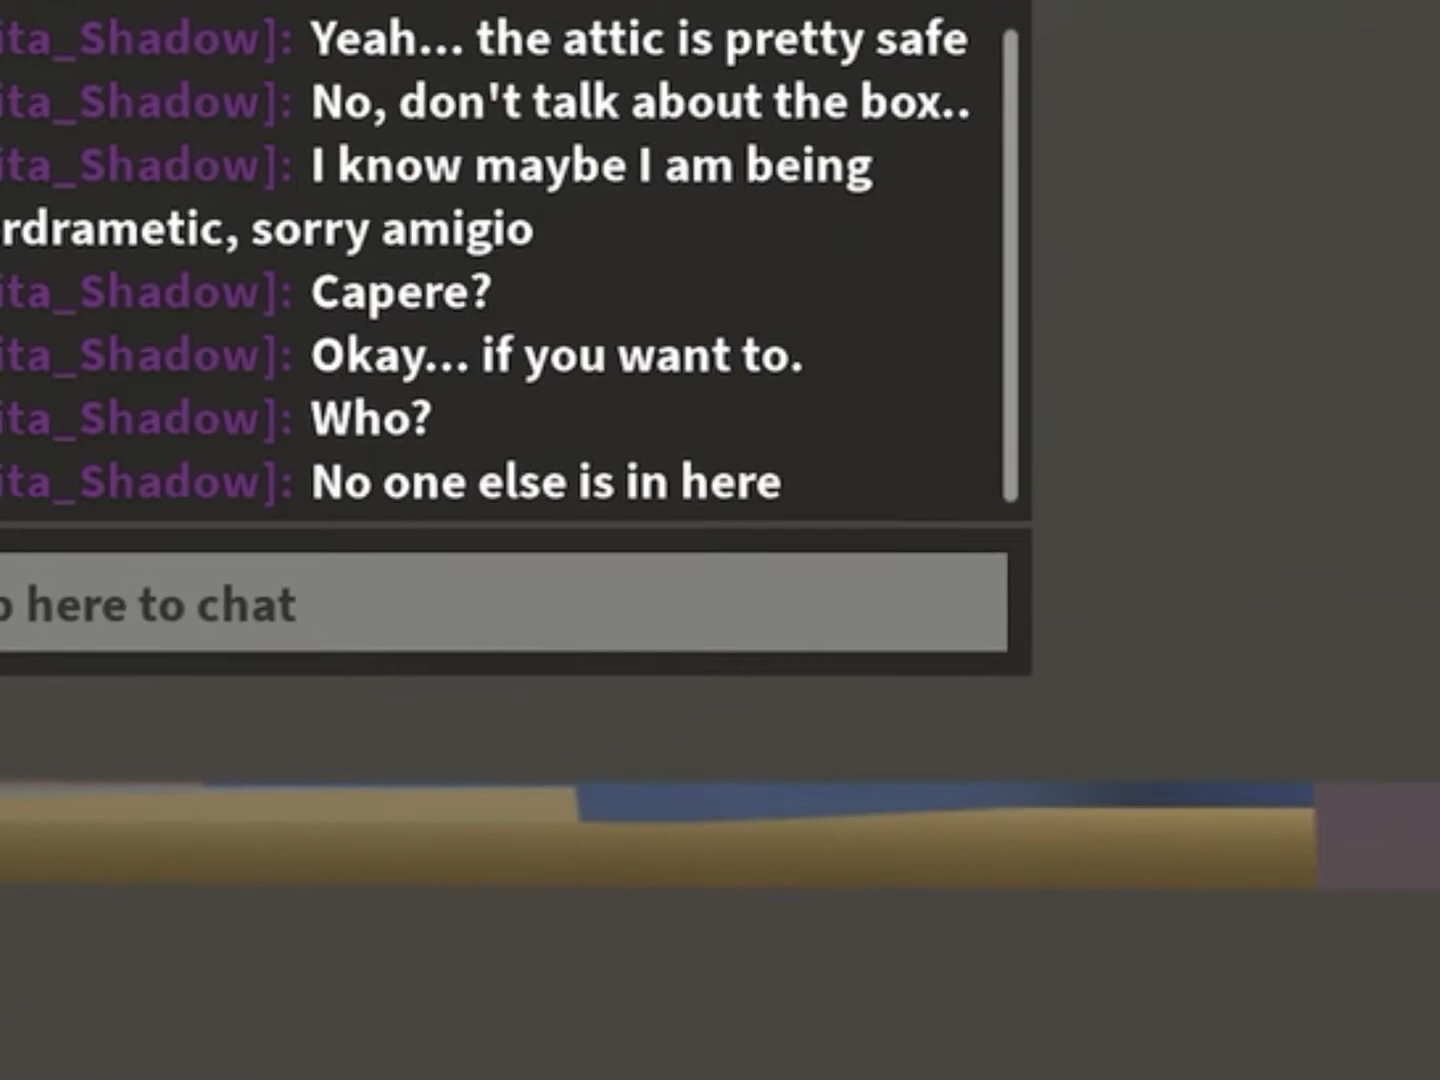 ita_Shadow]: Yeah... the attic is pretty safe
ita_Shadow]: No, don't talk about the box..
ita_Shadow]: I know maybe I am being
rdrametic, sorry amigio
ita_Shadow]: Capere?
ita_Shadow]: Okay... if you want to.
ita_Shadow]: Who?
ita_Shadow]: No one else is in here
p here to chat